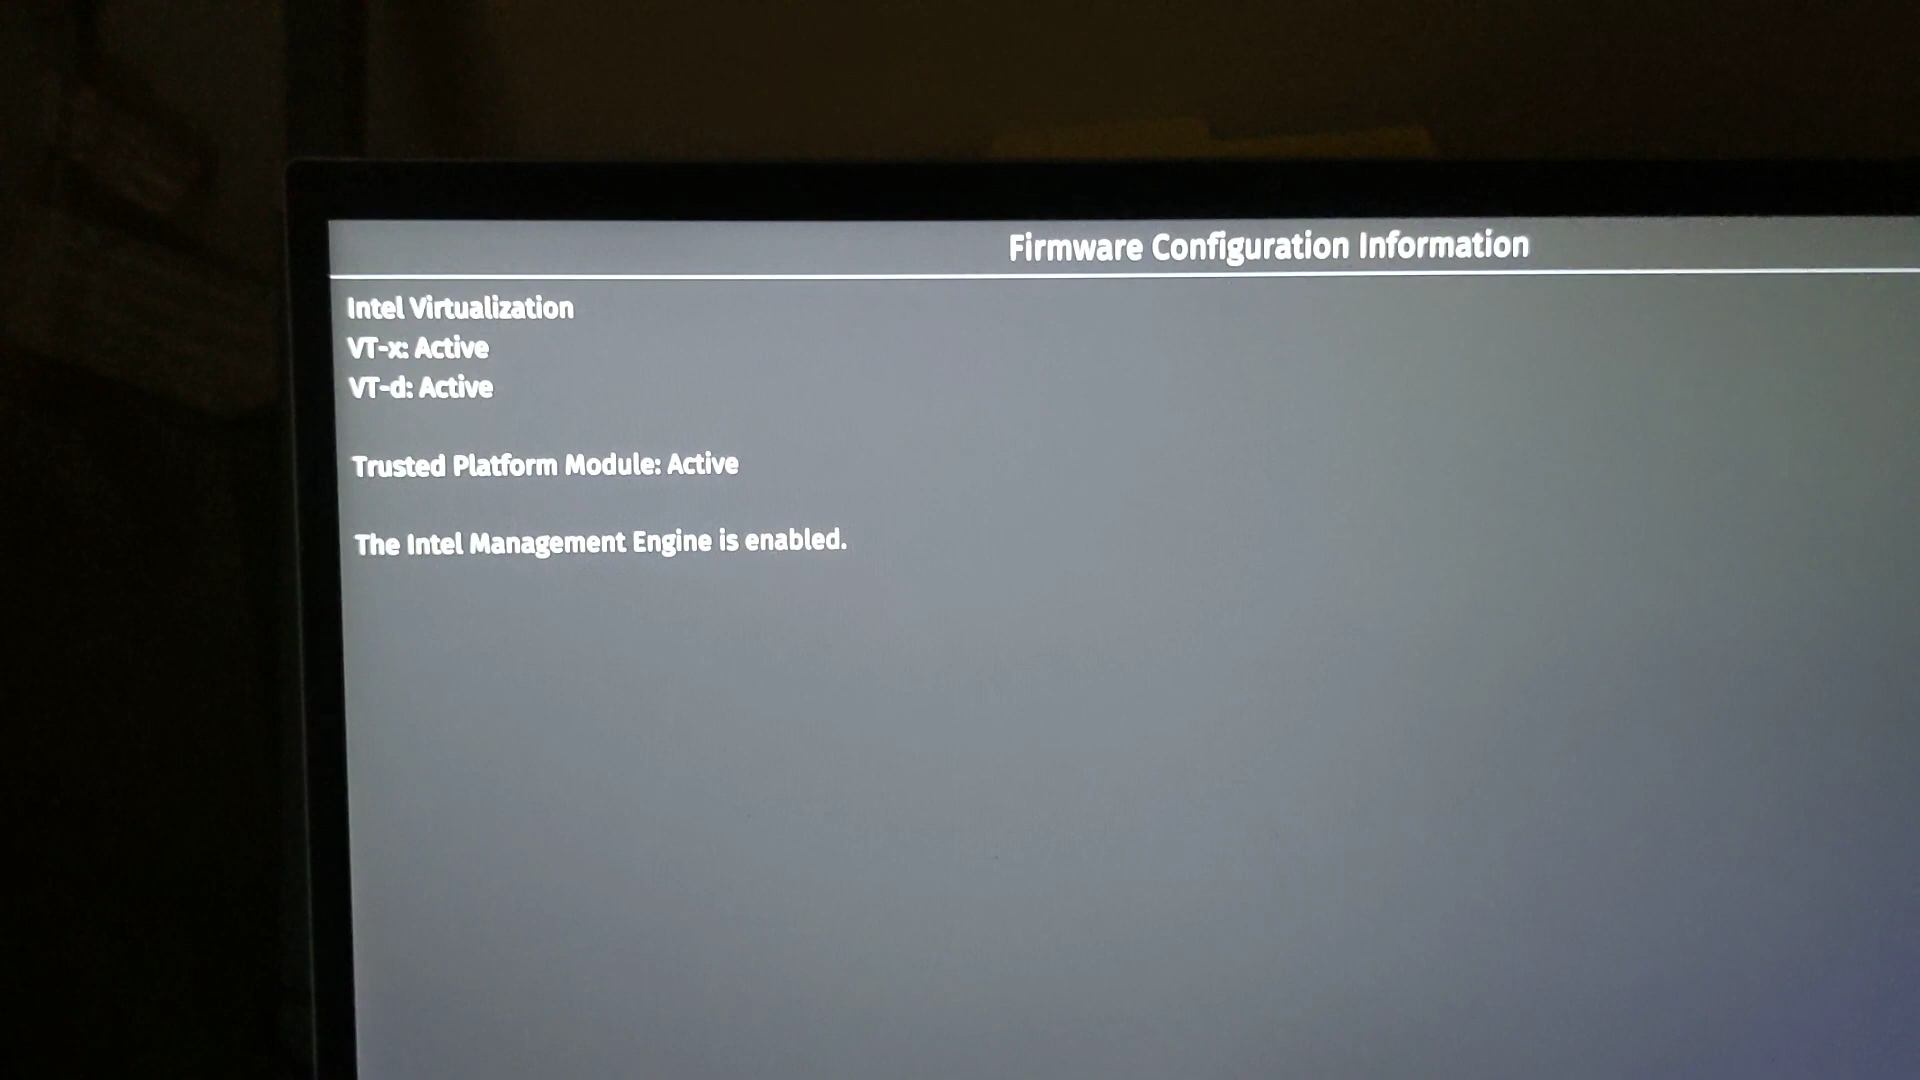 Firmware Configuration Information
Intel Virtualization
VT-x: Active
VT-d: Active
Trusted Platform Module: Active
The Intel Management Engine is enabled.